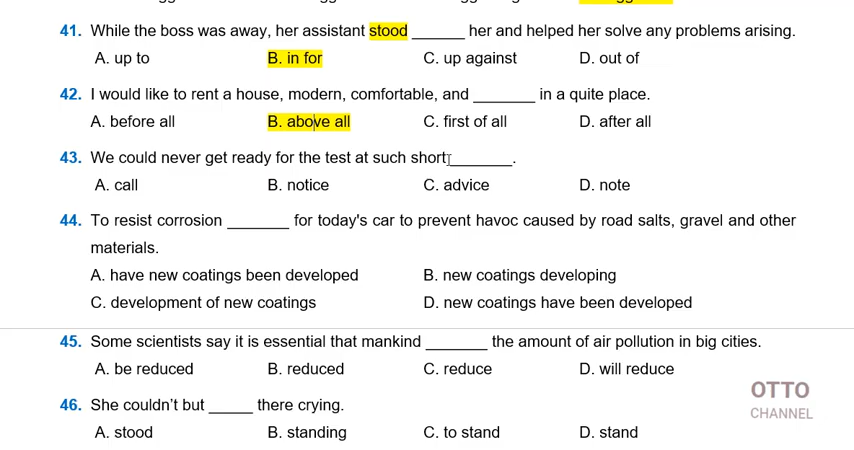 41. While the boss was away, her assistant stood ______ her and helped her solve any problems arising.
A. up to B. in for C. up against D. out of
42. I would like to rent a house, modern, comfortable, and _______ in a quite place.
A. before all B. above all C. first of all D. after all
43. We could never get ready for the test at such short _______.
A. call B. notice C. advice D. note
44. To resist corrosion _______ for today's car to prevent havoc caused by road salts, gravel and other
materials.
A. have new coatings been developed B. new coatings developing
C. development of new coatings D. new coatings have been developed
45. Some scientists say it is essential that mankind _______ the amount of air pollution in big cities.
A. be reduced B. reduced C. reduce D. will reduce
46. She couldn't but _____ there crying.
A. stood B. standing C. to stand D. stand
OTTO
CHANNEL